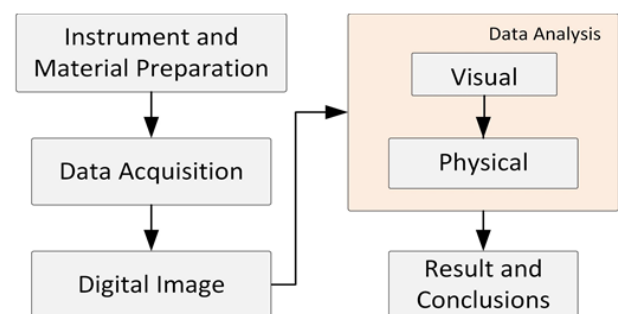 Instrument and
Material Preparation
Data Acquisition
Digital Image
Data Analysis
Visual
Physical
Result and
Conclusions